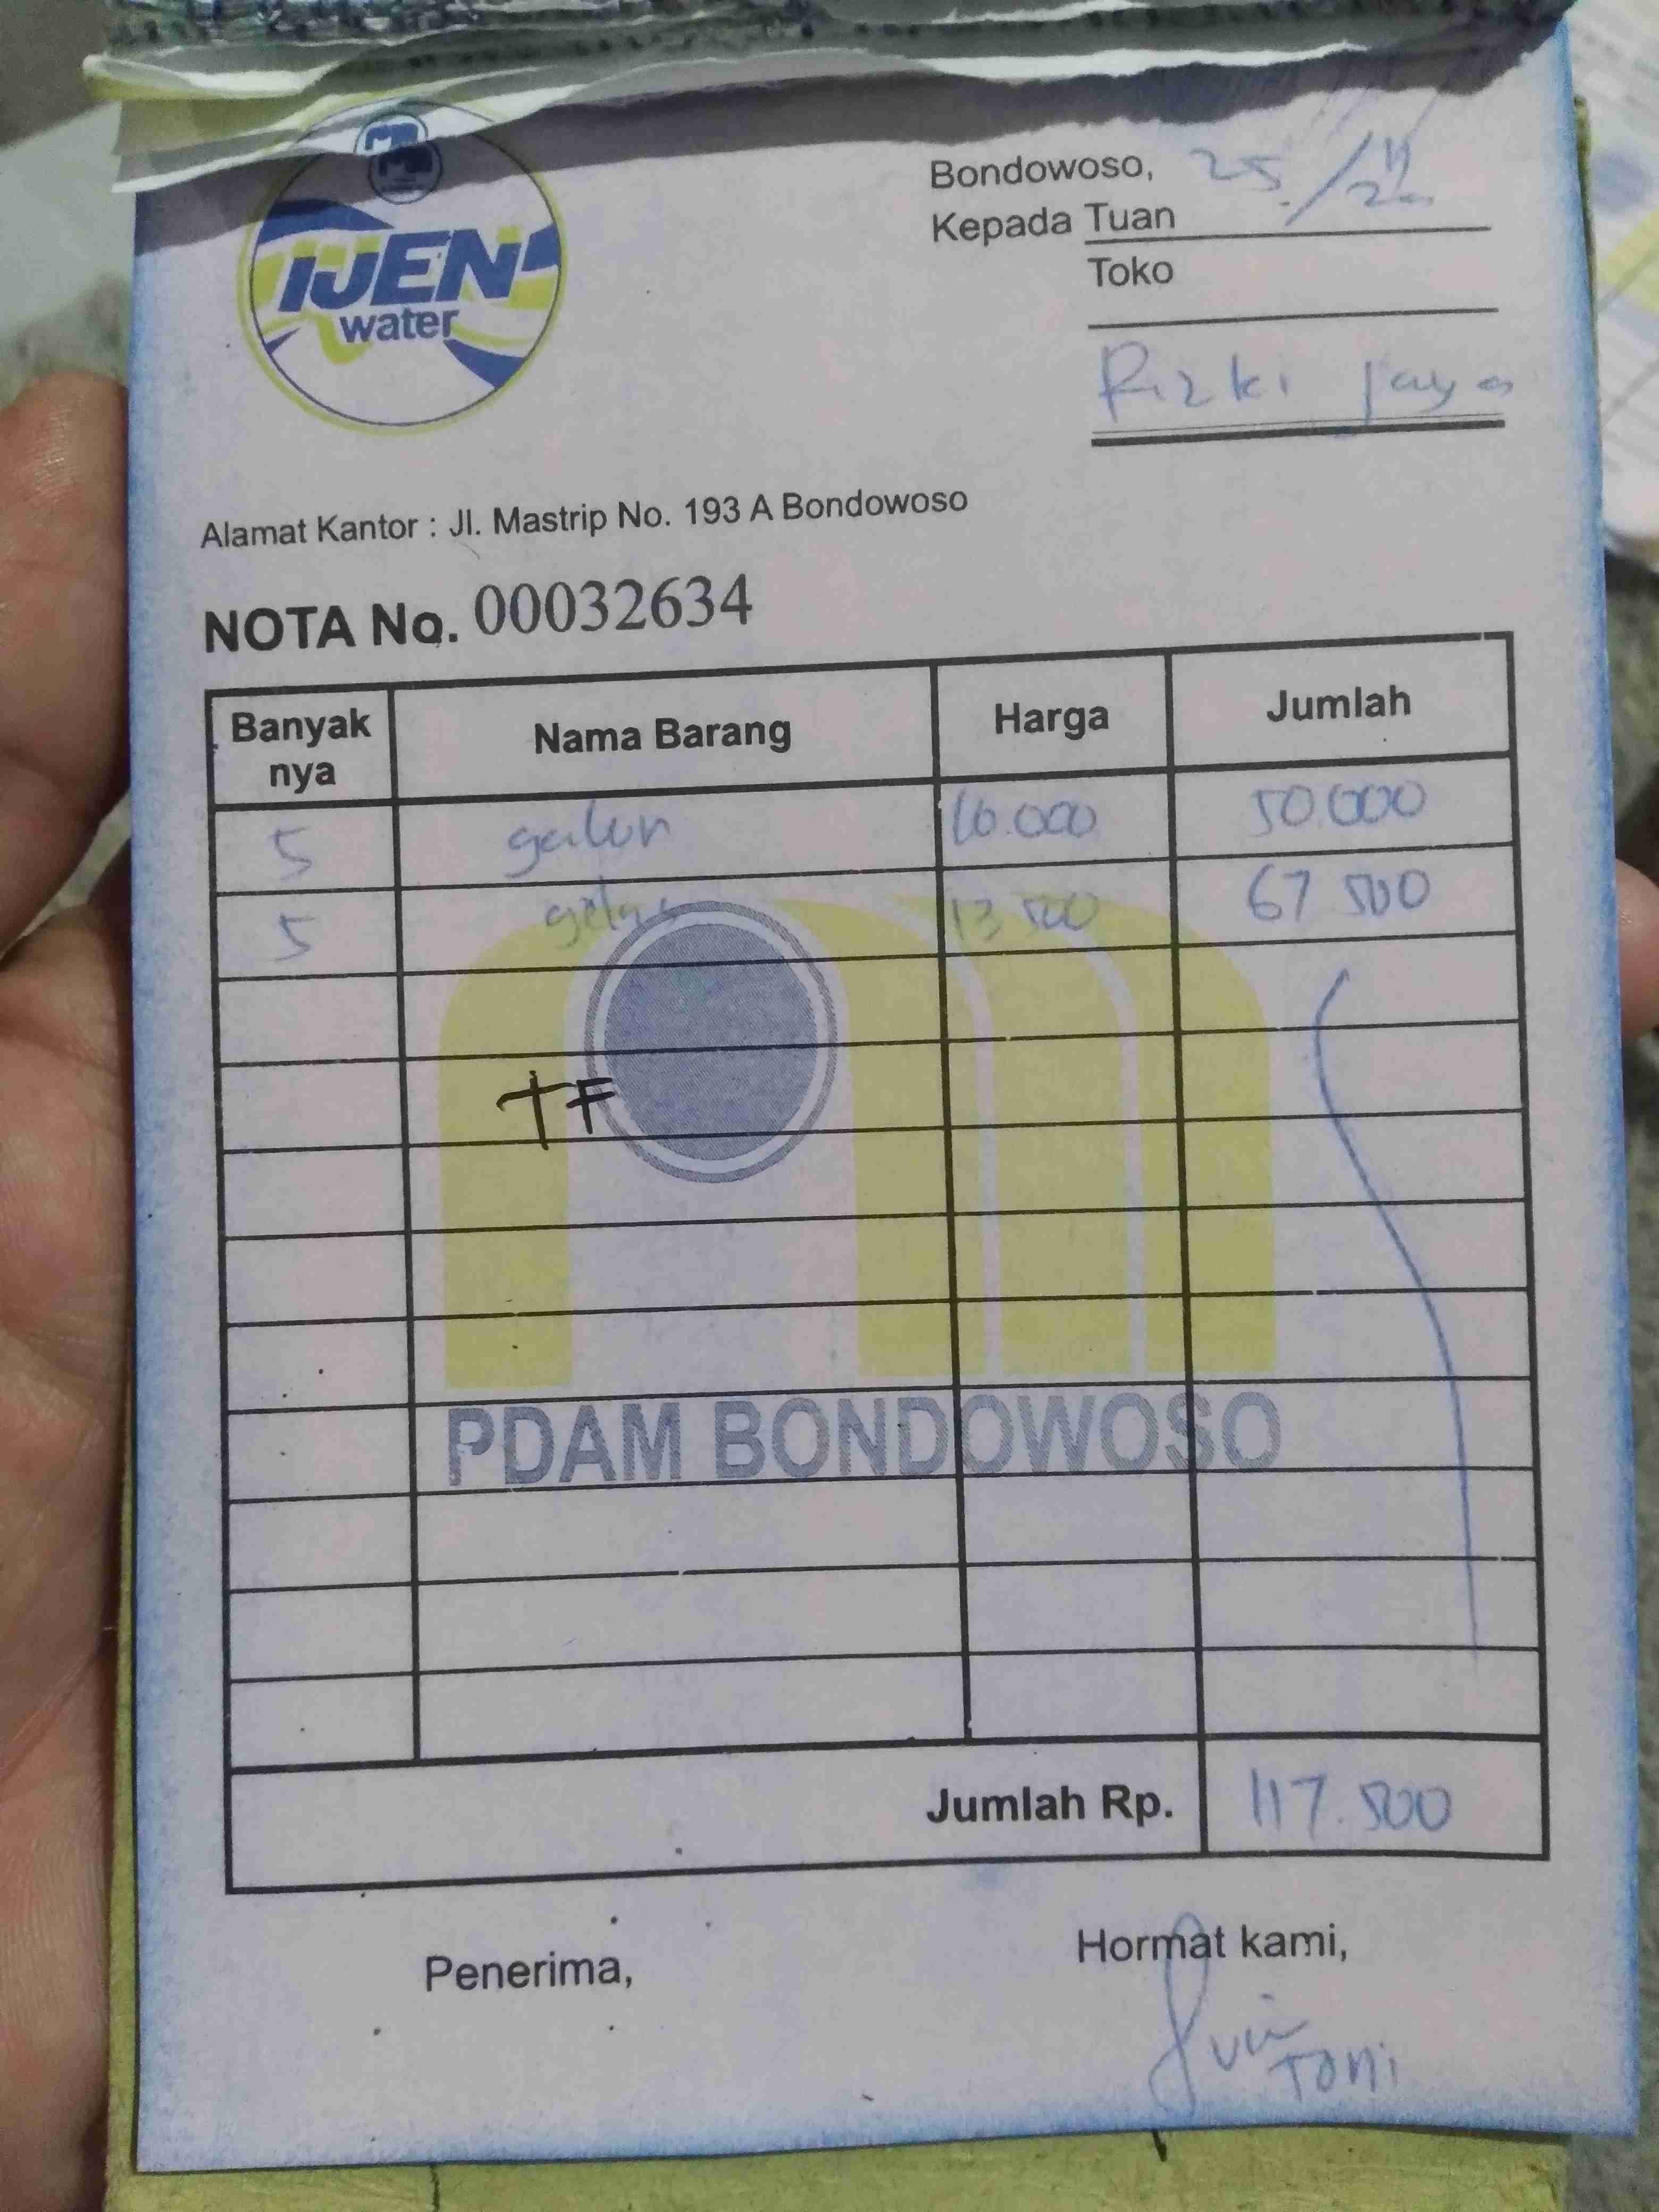 IJEN
water
Bondowoso, 25/11
Kepada Tuan
Toko
Rizki jaya
Alamat Kantor : Jl. Mastrip No. 193 A Bondowoso
NOTA No. 00032634
Banyak nya Nama Barang Harga Jumlah
5 galon 10.000 50.000
5 gelas 13 500 67 500
TF
PDAM BONDOWOSO
Jumlah Rp. 117.500
Penerima, Hormat kami,
Toni